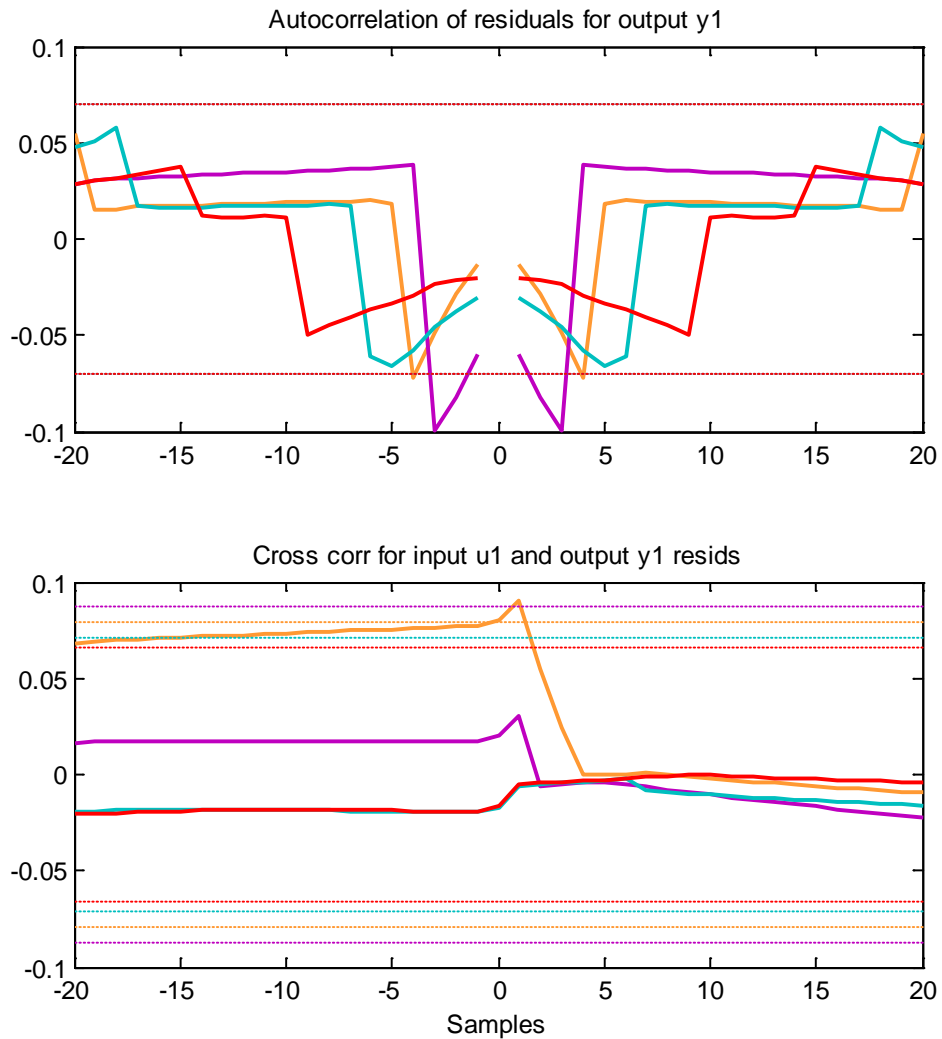 Autocorrelation of residuals for output y1
0.1
0.05
0
-0.05
-0.1
-20 -15 -10 -5 0 5 10 15 20
Cross corr for input u1 and output y1 resids
0.1
0.05
0
-0.05
-0.1
-20 -15 -10 -5 0 5 10 15 20
Samples